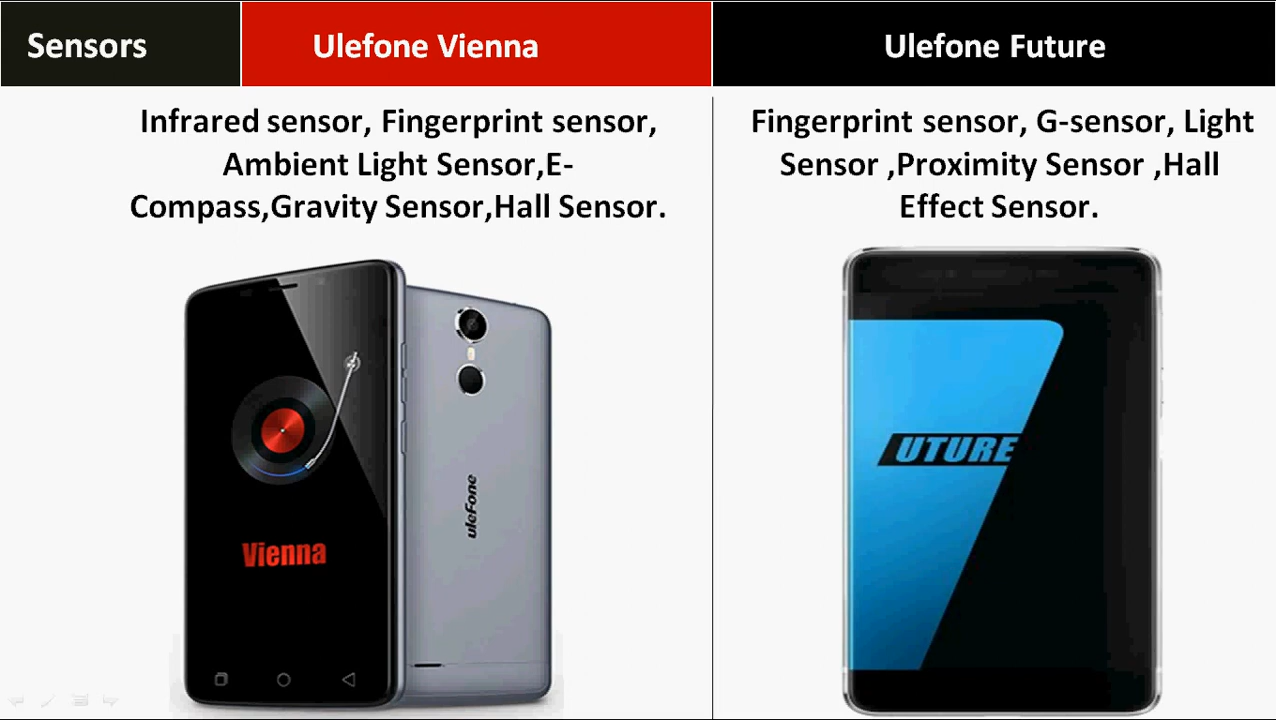 Sensors
Ulefone Vienna
Ulefone Future
Infrared sensor, Fingerprint sensor,
Ambient Light Sensor,E-
Compass,Gravity Sensor,Hall Sensor.
Fingerprint sensor, G-sensor, Light
Sensor ,Proximity Sensor ,Hall
Effect Sensor.
uleFone
Vienna
UTURE